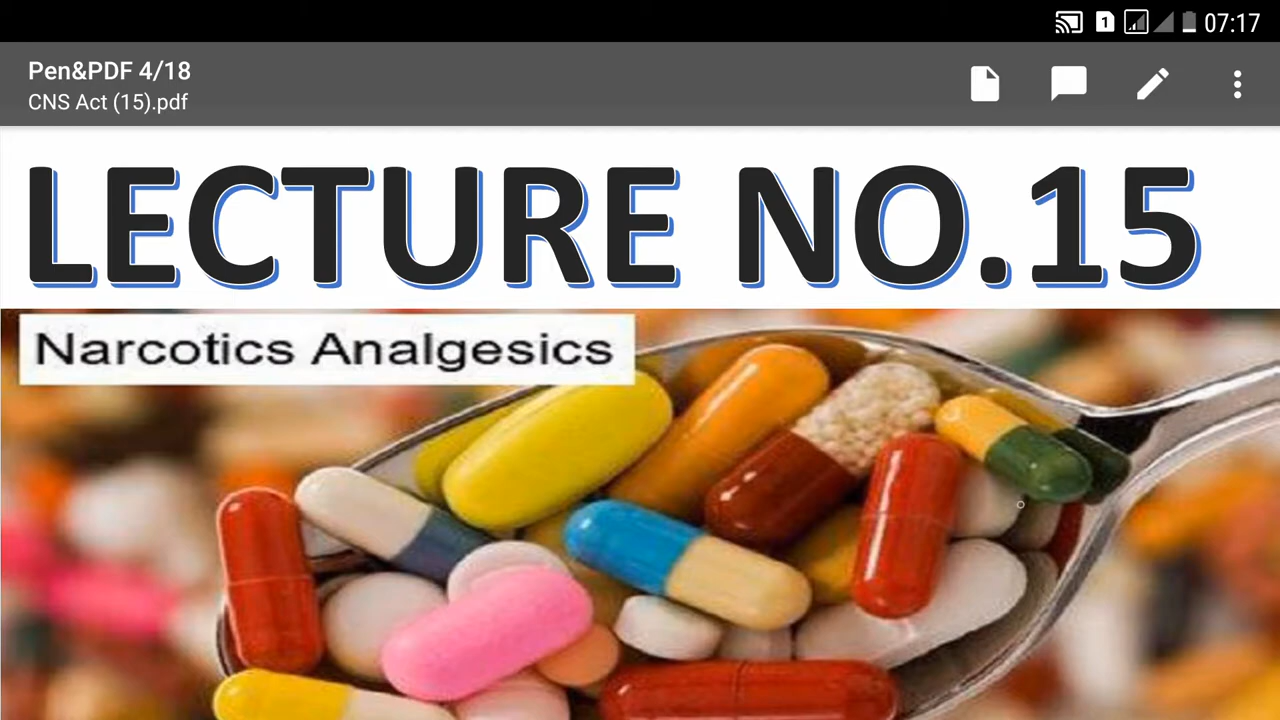 1 07:17
Pen&PDF 4/18
CNS Act (15).pdf
LECTURE NO.15
Narcotics Analgesics